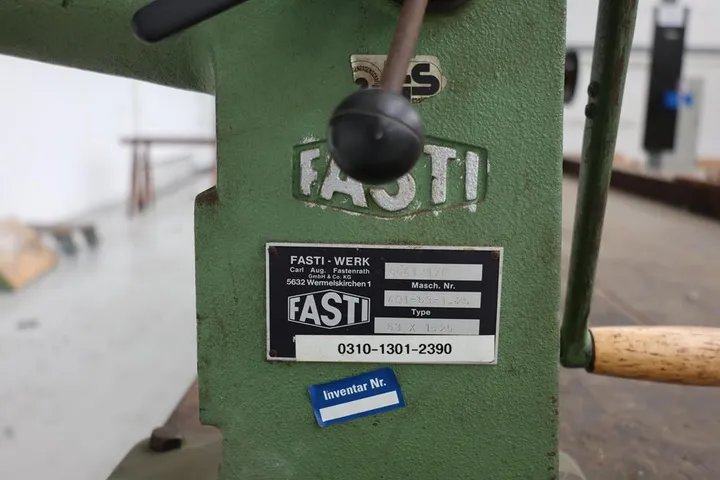 GS
FASTI
FASTI - WERK
Carl Aug. Fastenrath
GmbH & Co. KG
5632 Wermelskirchen 1
FASTI
Masch. Nr.
Type
0310-1301-2390
Inventar Nr.